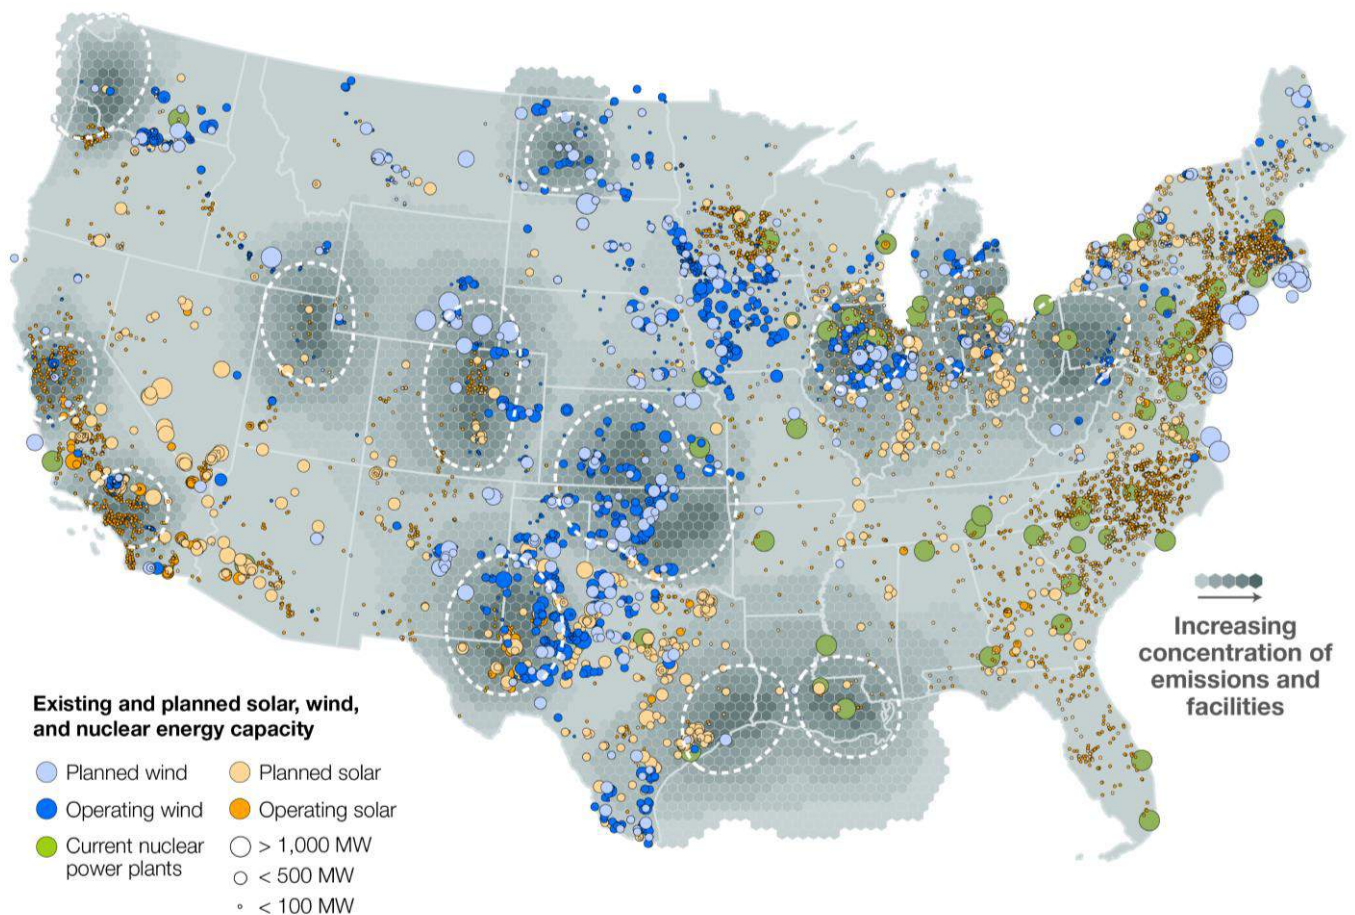 Increasing
concentration of
emissions and
facilities
Existing and planned solar, wind,
and nuclear energy capacity
Planned wind
Planned solar
Operating wind
Operating solar
Current nuclear
power plants
> 1,000 MW
< 500 MW
< 100 MW